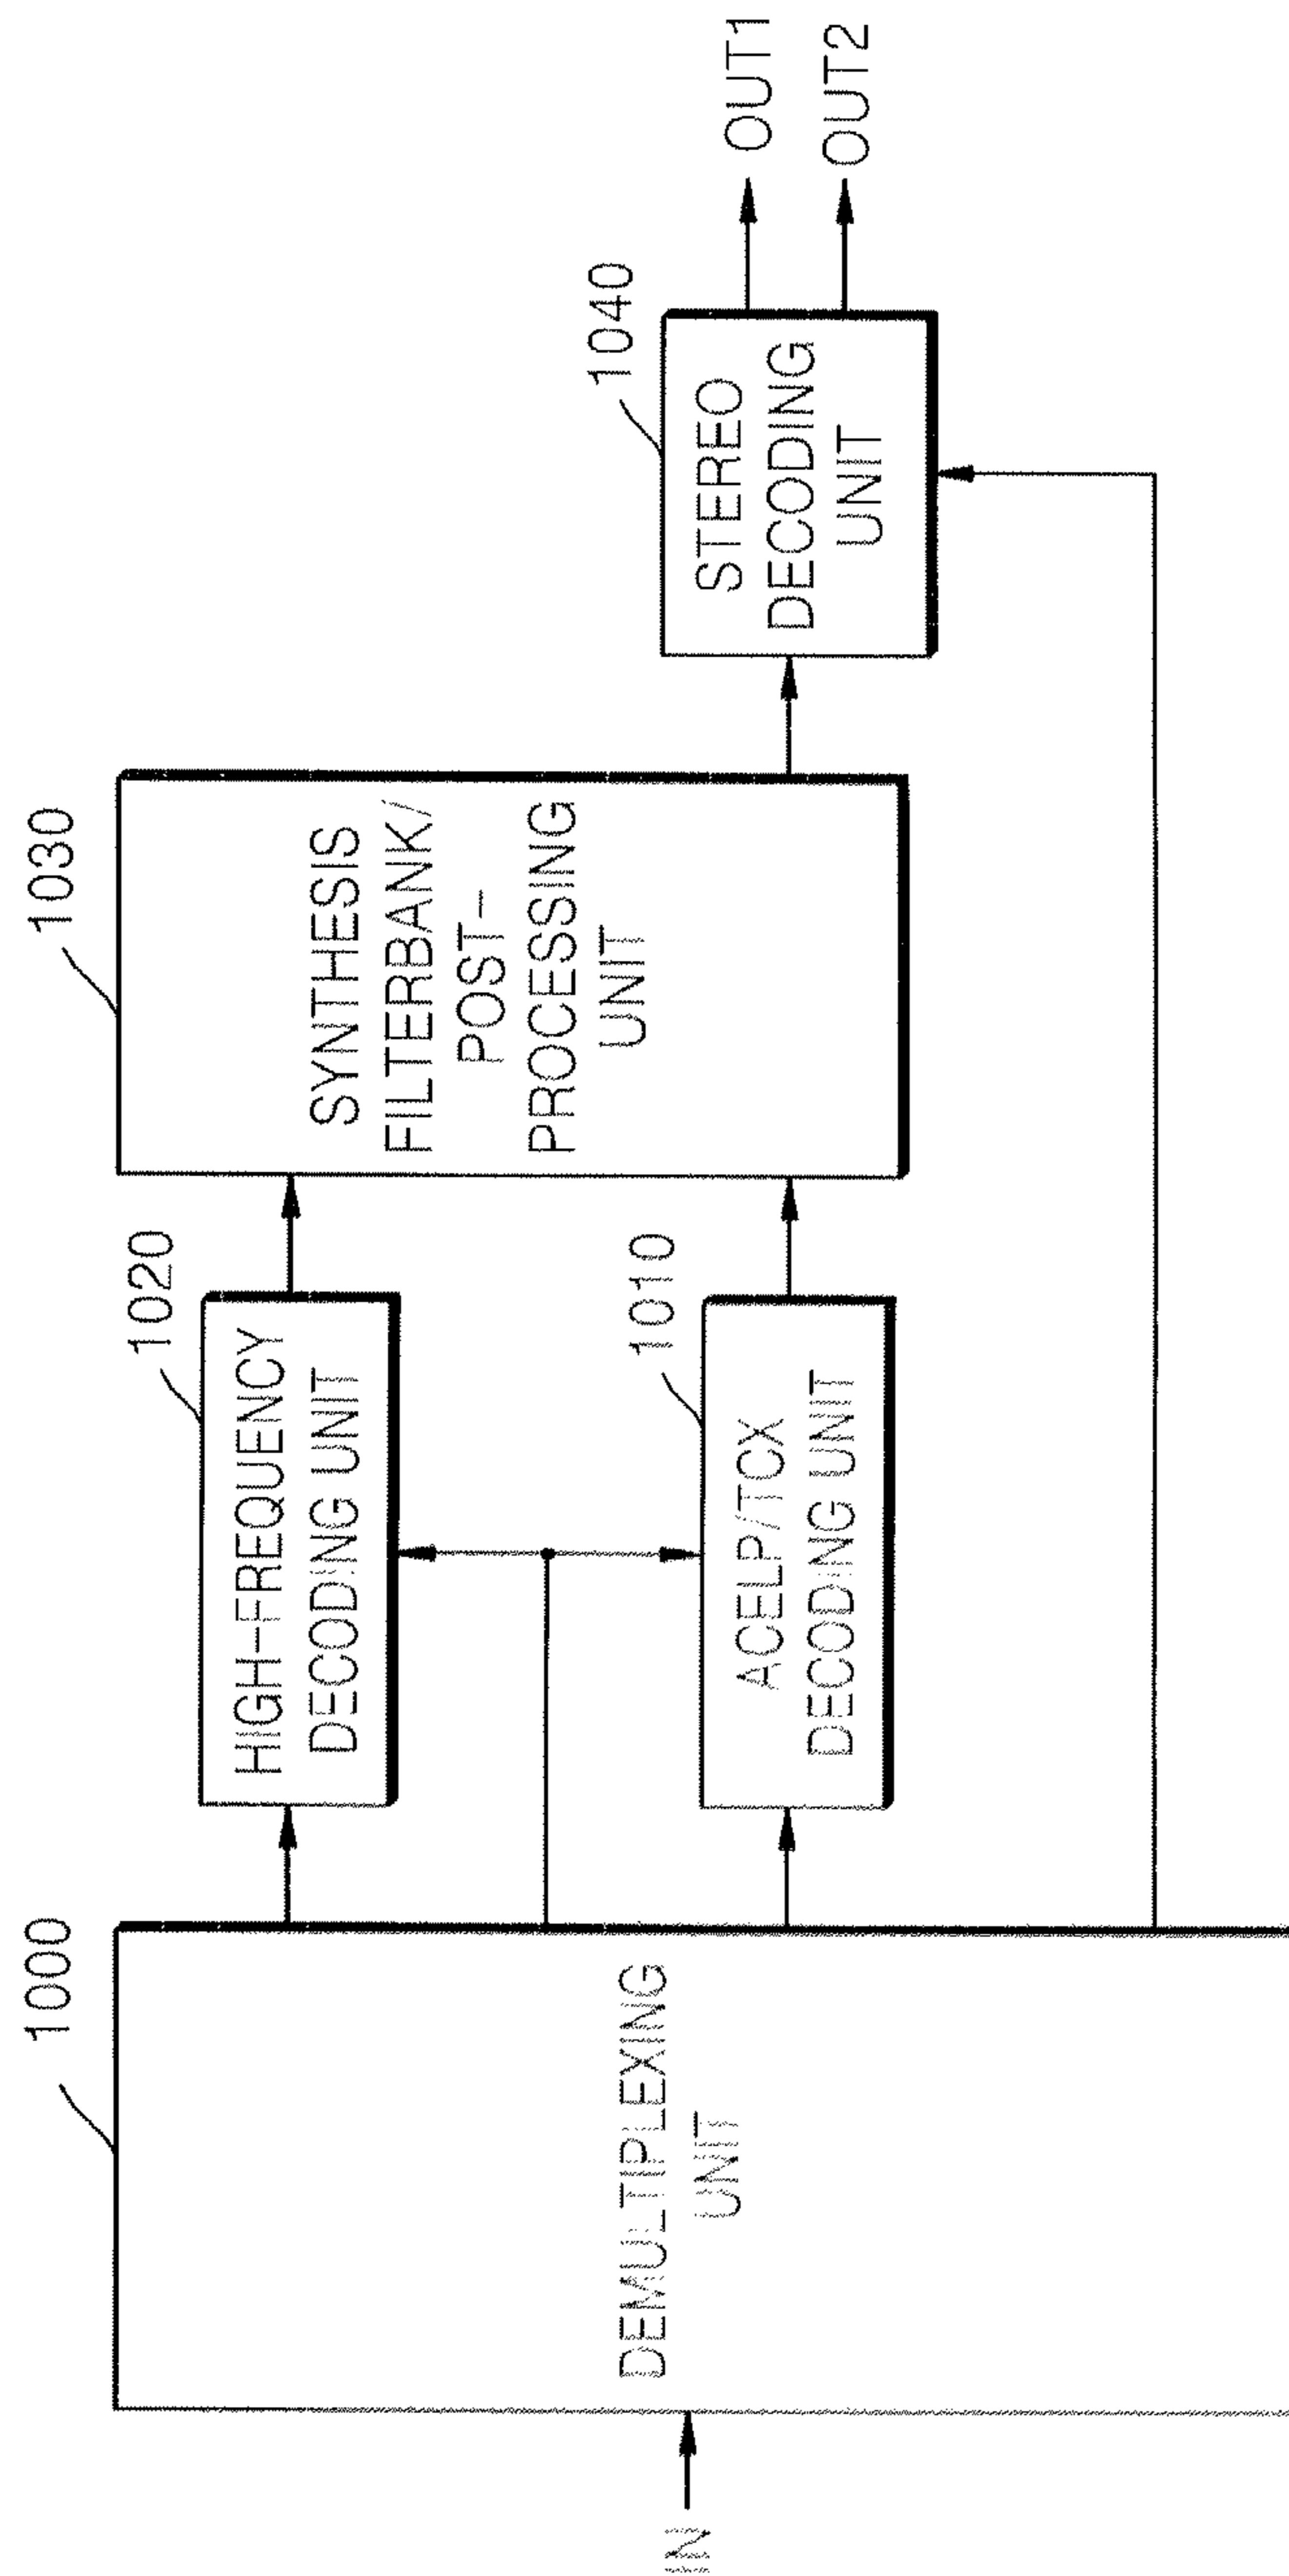 IN
1000
DEMULTIPLEXING
UNIT
1020
HIGH-FREQUENCY
DECODING UNIT
1010
ACELP/TCX
DECODING UNIT
1030
SYNTHESIS
FILTERBANK/
POST-
PROCESSING
UNIT
1040
STEREO
DECODING
UNIT
OUT1
OUT2